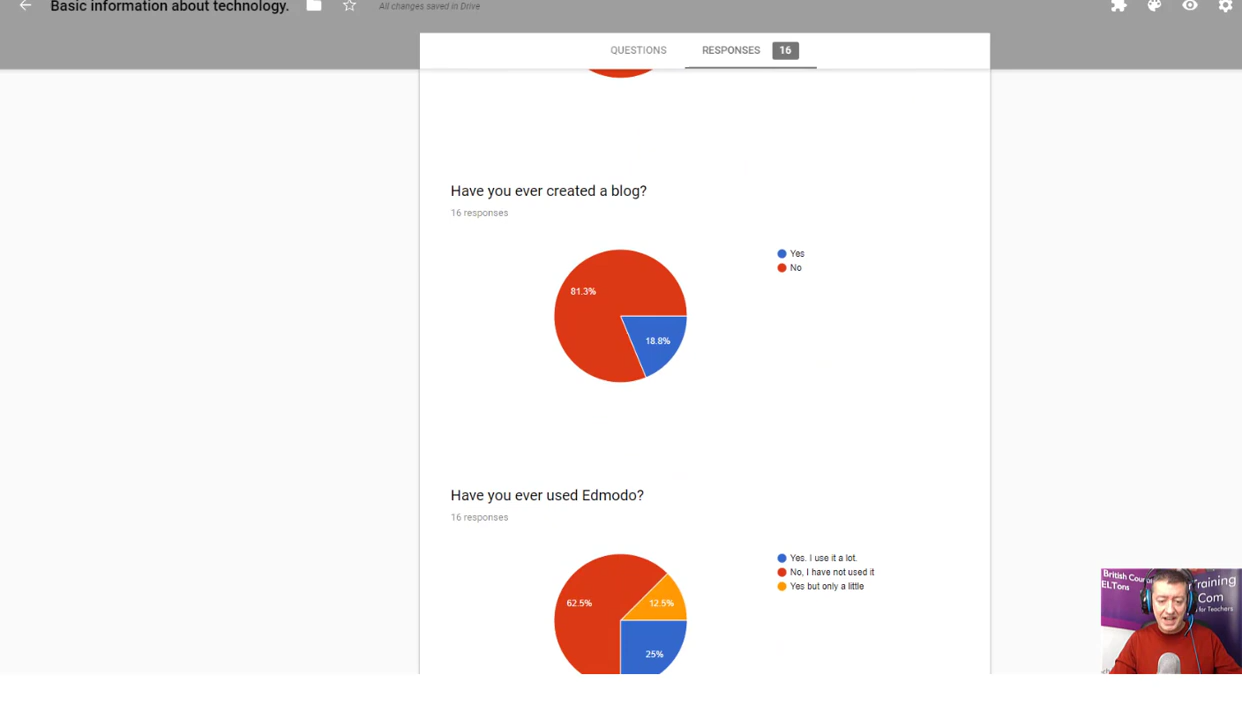 Basic information about technology.
All changes saved in Drive
QUESTIONS
RESPONSES 16
Have you ever created a blog?
16 responses
81.3%
18.8%
Yes
No
Have you ever used Edmodo?
16 responses
62.5%
12.5%
25%
Yes. I use it a lot.
No, I have not used it
Yes but only a little
British Cour
ELTons
raining
Com
for Teachers